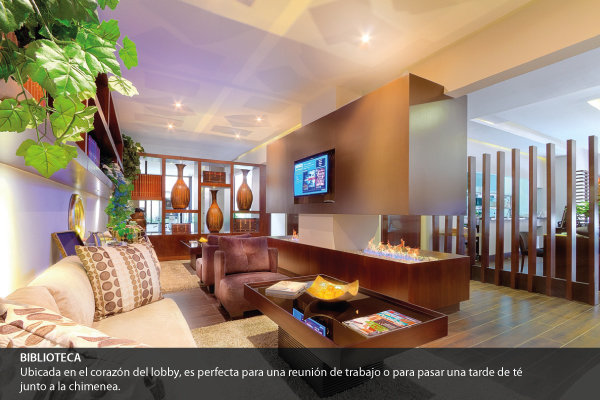 BIBLIOTECA
Ubicada en el corazón del lobby, es perfecta para una reunión de trabajo o para pasar una tarde de té
junto a la chimenea.